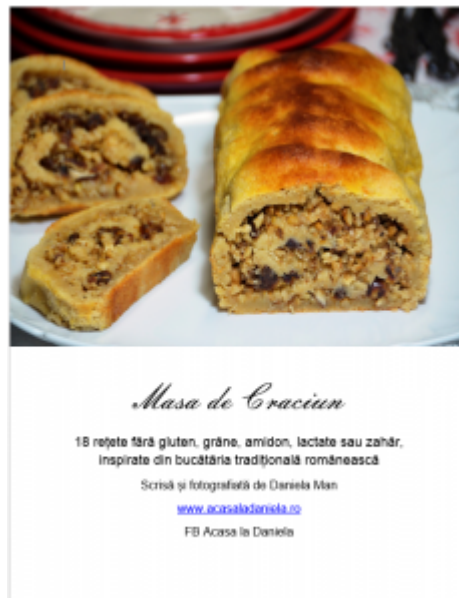 Masa de Craciun
18 rețete fără gluten, grâne, amidon, lactate sau zahăr,
inspirate din bucătăria tradițională românească
Scrisă și fotografiată de Daniela Man
www.acasaladaniela.ro
FB Acasa la Daniela